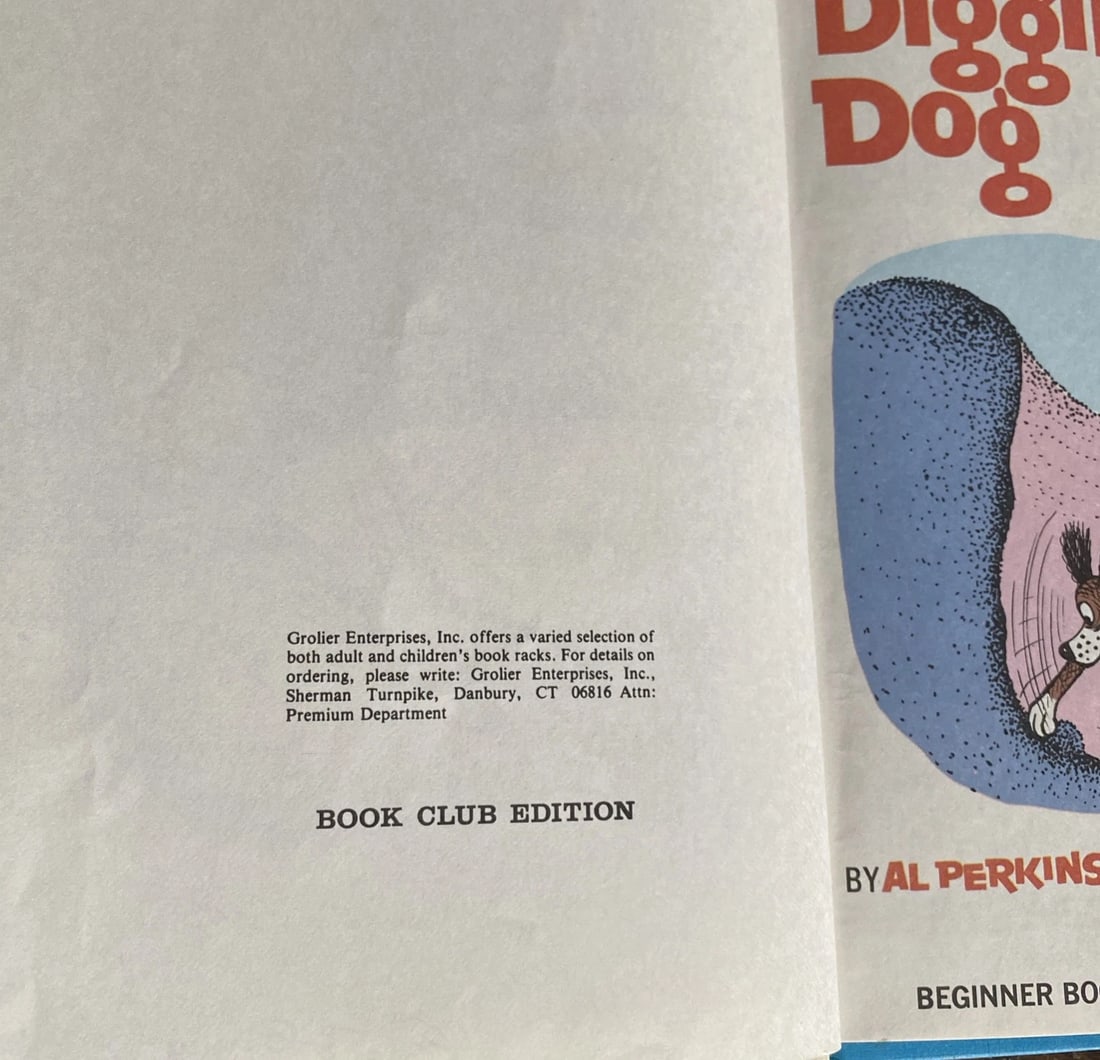 Grolier Enterprises, Inc. offers a varied selection of
both adult and children's book racks. For details on
ordering, please write: Grolier Enterprises, Inc.,
Sherman Turnpike, Danbury, CT 06816 Attn:
Premium Department
BOOK CLUB EDITION
Dog
BY AL PERKINS
BEGINNER